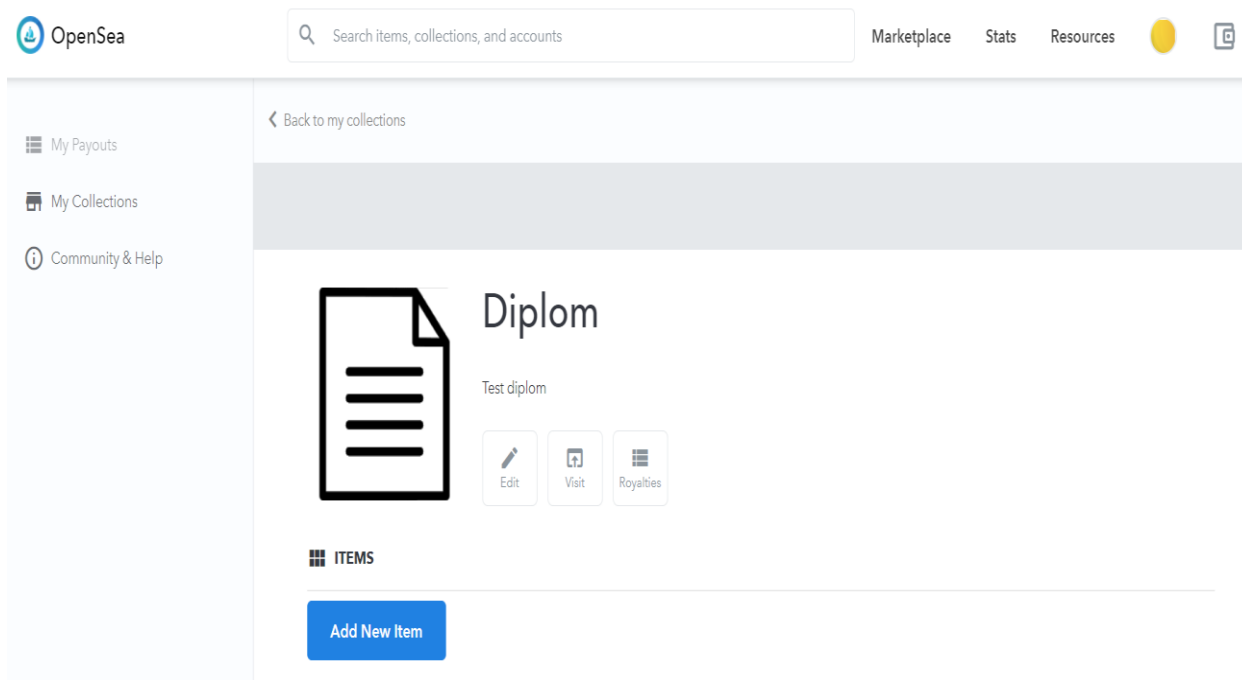 OpenSea
Search items, collections, and accounts
Marketplace
Stats
Resources
My Payouts
My Collections
Community & Help
Back to my collections
Diplom
Test diplom
Edit
Visit
Royalties
ITEMS
Add New Item